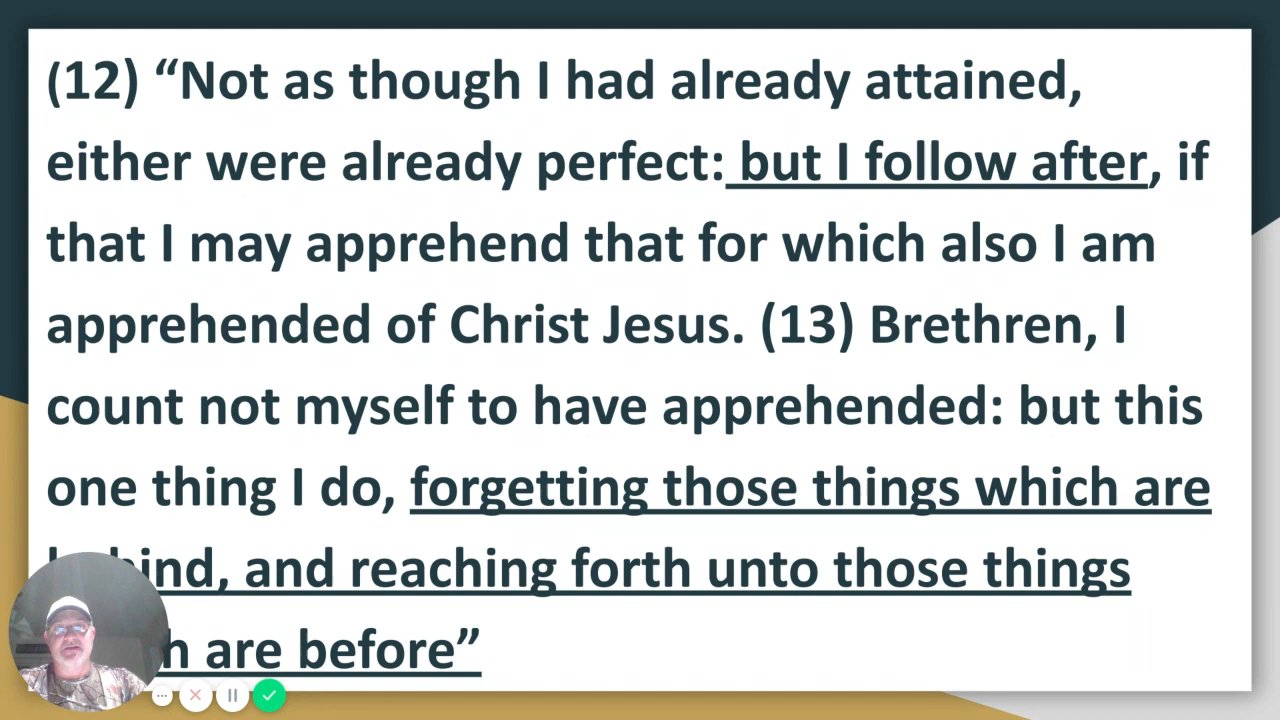 (12) “Not as though I had already attained,
either were already perfect: but I follow after, if
that I may apprehend that for which also I am
apprehended of Christ Jesus. (13) Brethren, I
count not myself to have apprehended: but this
one thing I do, forgetting those things which are
behind, and reaching forth unto those things
are before”